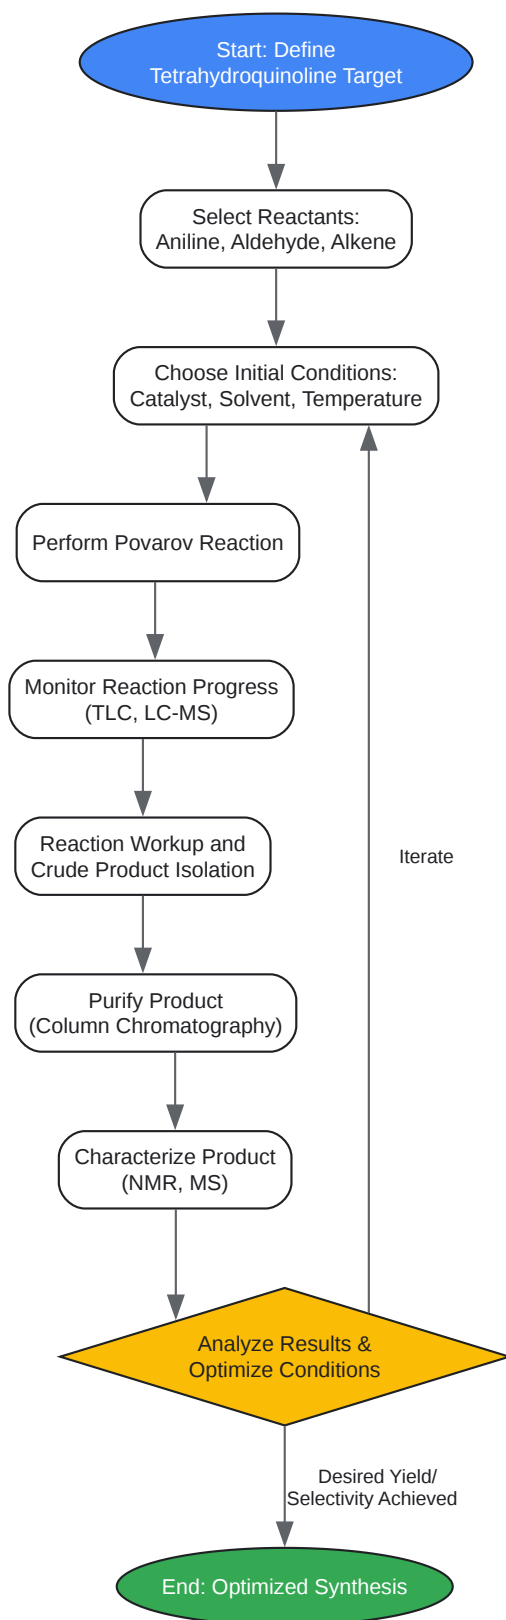 Start: Define
Tetrahydroquinoline Target
Select Reactants:
Aniline, Aldehyde, Alkene
Choose Initial Conditions:
Catalyst, Solvent, Temperature
Perform Povarov Reaction
Monitor Reaction Progress
(TLC, LC-MS)
Reaction Workup and
Crude Product Isolation
Iterate
Purify Product
(Column Chromatography)
Characterize Product
(NMR, MS)
Analyze Results &
Optimize Conditions
Desired Yield/
Selectivity Achieved
End: Optimized Synthesis